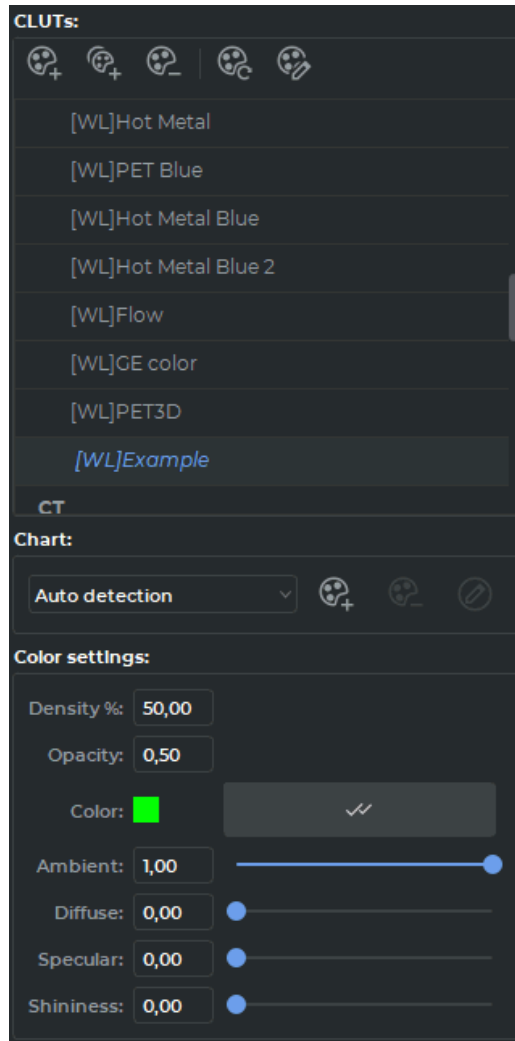 CLUTs:
[WL]Hot Metal
[WL]PET Blue
[WL]Hot Metal Blue
[WL]Hot Metal Blue 2
[WL]Flow
[WL]GE color
[WL]PET3D
[WL]Example
CT
Chart:
Auto detection
Color settings:
Density %: 50,00
Opacity: 0,50
Color:
Ambient: 1,00
Diffuse: 0,00
Specular: 0,00
Shininess: 0,00